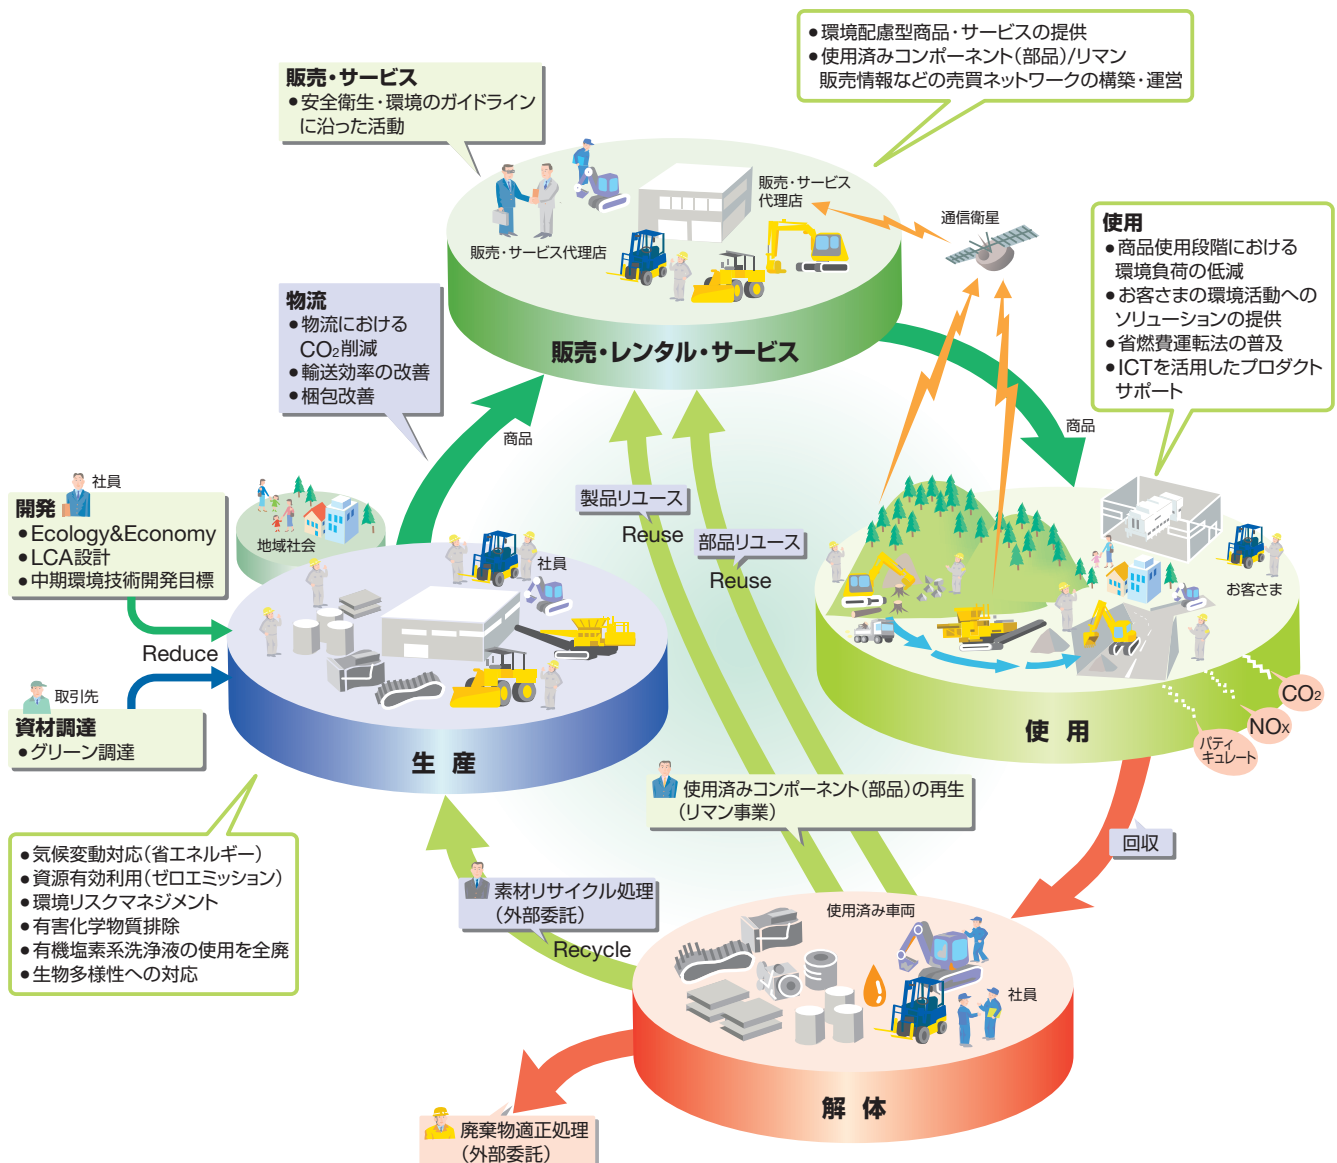 ●環境配慮型商品・サービスの提供
●使用済みコンポーネント(部品)/リマン
販売情報などの売買ネットワークの構築・運営
販売・サービス
●安全衛生・環境のガイドライン
に沿った活動
販売・サービス
代理店
販売・サービス代理店
通信衛星
販売・レンタル・サービス
使用
●商品使用段階における
環境負荷の低減
●お客さまの環境活動への
ソリューションの提供
●省燃費運転法の普及
●ICTを活用したプロダクト
サポート
物流
●物流における
CO₂削減
●輸送効率の改善
●梱包改善
商品
商品
社員
開発
●Ecology&Economy
●LCA設計
●中期環境技術開発目標
地域社会
社員
Reduce
取引先
資材調達
●グリーン調達
生産
製品リユース
Reuse
部品リユース
Reuse
お客さま
使用
CO₂
NOx
パティ
キュレート
●気候変動対応(省エネルギー)
●資源有効利用(ゼロエミッション)
●環境リスクマネジメント
●有害化学物質排除
●有機塩素系洗浄液の使用を全廃
●生物多様性への対応
使用済みコンポーネント(部品)の再生
(リマン事業)
回収
素材リサイクル処理
(外部委託)
Recycle
使用済み車両
社員
解体
廃棄物適正処理
(外部委託)